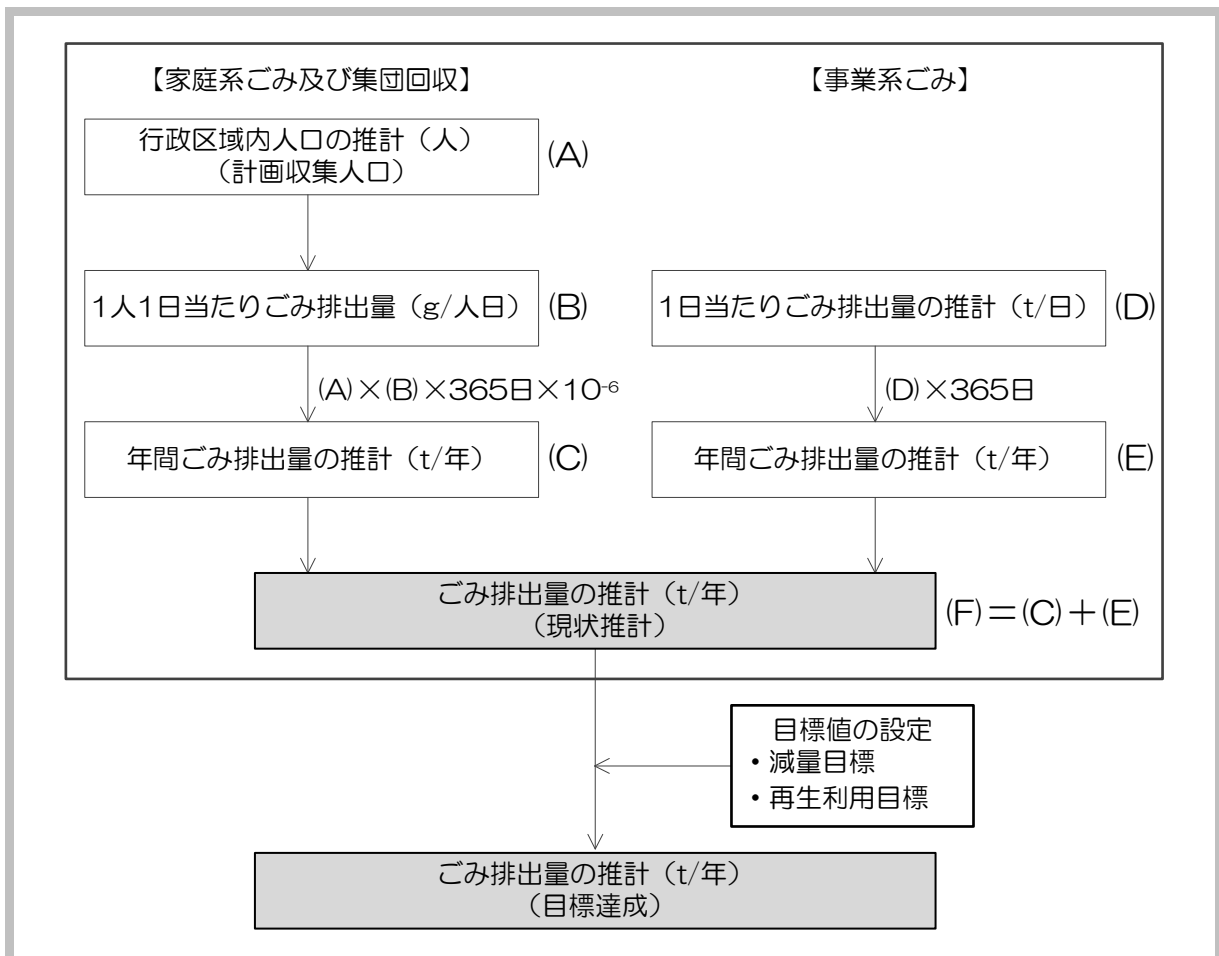 【家庭系ごみ及び集団回収】
【事業系ごみ】
行政区域内人口の推計（人）
（計画収集人口）
(A)
1人1日当たりごみ排出量（g/人日）
(B)
1日当たりごみ排出量の推計（t/日）
(D)
(A)×(B)×365日×10⁻⁶
(D)×365日
年間ごみ排出量の推計（t/年）
(C)
年間ごみ排出量の推計（t/年）
(E)
ごみ排出量の推計（t/年）
（現状推計）
(F)＝(C)＋(E)
目標値の設定
・減量目標
・再生利用目標
ごみ排出量の推計（t/年）
（目標達成）